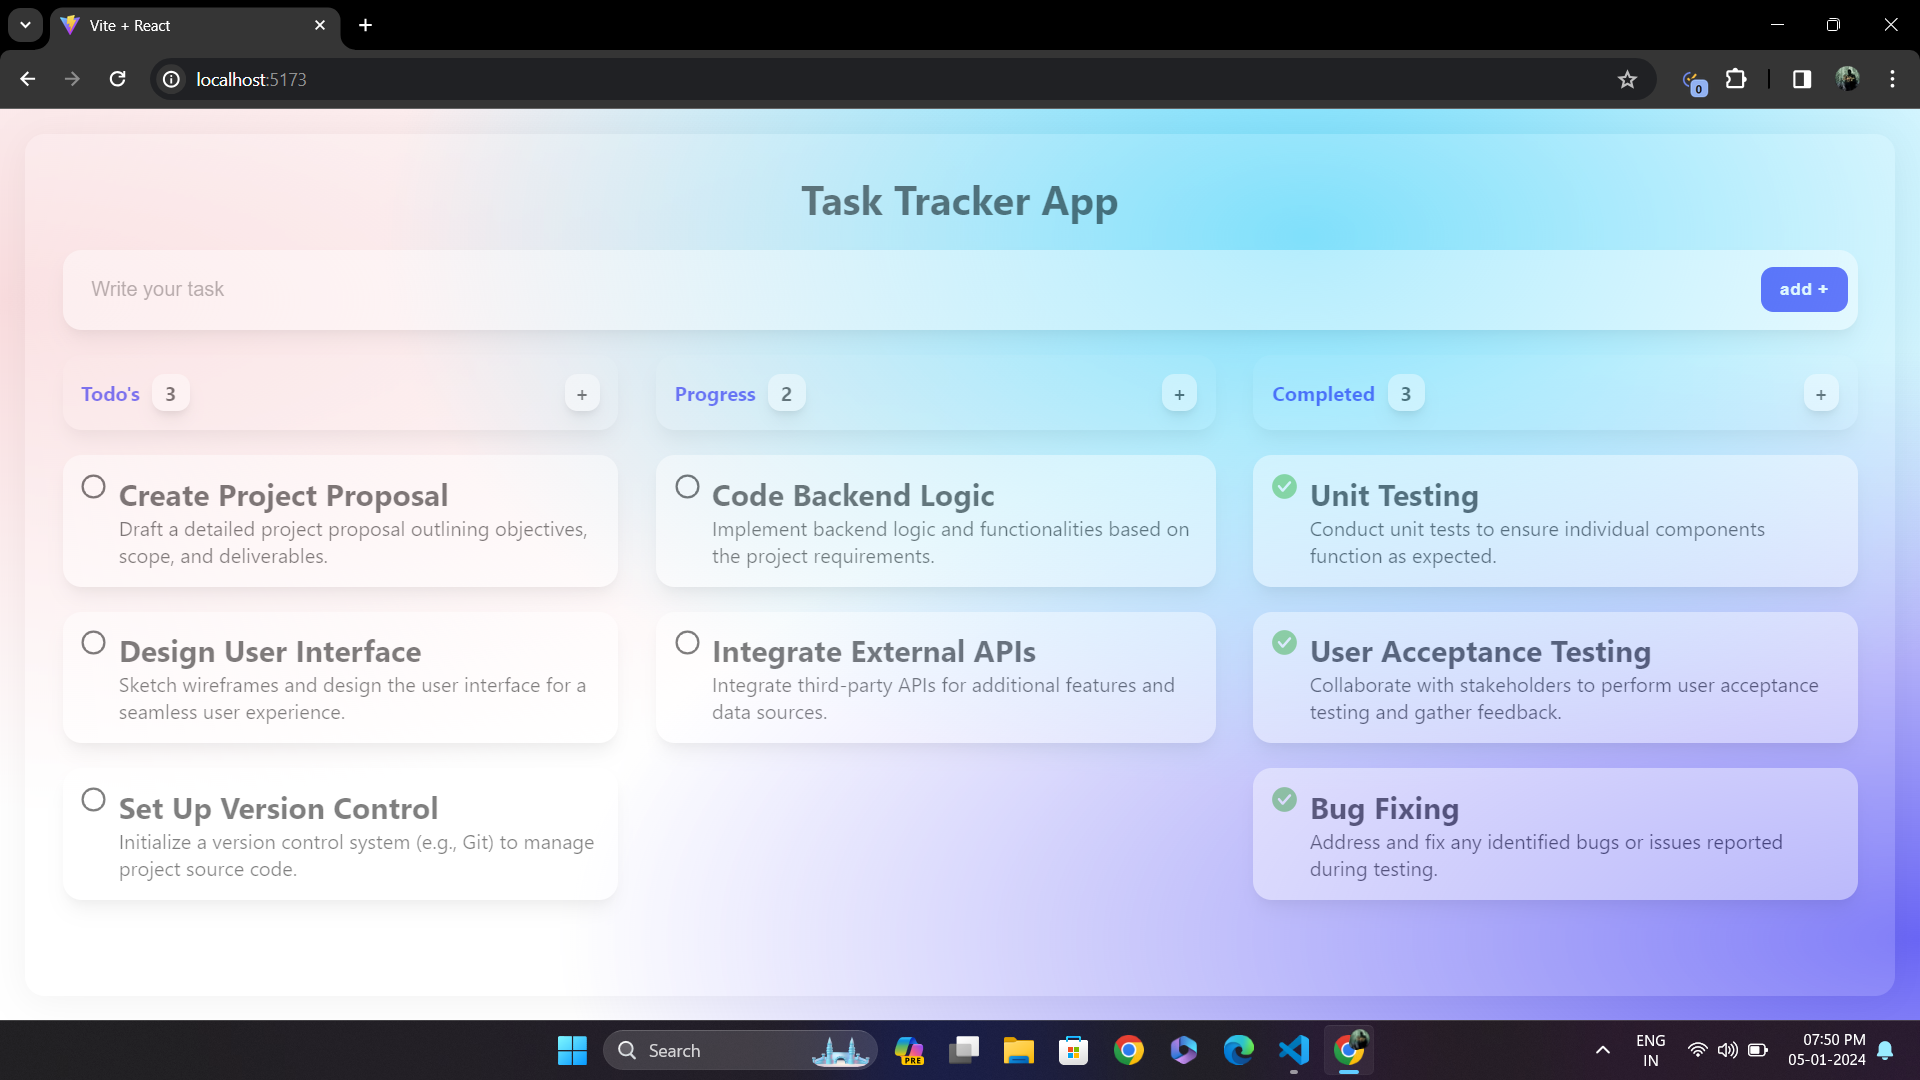 Vite + React
localhost:5173
0
Task Tracker App
Write your task
add +
Todo's 3 +
Progress 2 +
Completed 3 +
Create Project Proposal
Draft a detailed project proposal outlining objectives,
scope, and deliverables.
Design User Interface
Sketch wireframes and design the user interface for a
seamless user experience.
Set Up Version Control
Initialize a version control system (e.g., Git) to manage
project source code.
Code Backend Logic
Implement backend logic and functionalities based on
the project requirements.
Integrate External APIs
Integrate third-party APIs for additional features and
data sources.
Unit Testing
Conduct unit tests to ensure individual components
function as expected.
User Acceptance Testing
Collaborate with stakeholders to perform user acceptance
testing and gather feedback.
Bug Fixing
Address and fix any identified bugs or issues reported
during testing.
Search
PRE
ENG
IN
07:50 PM
05-01-2024